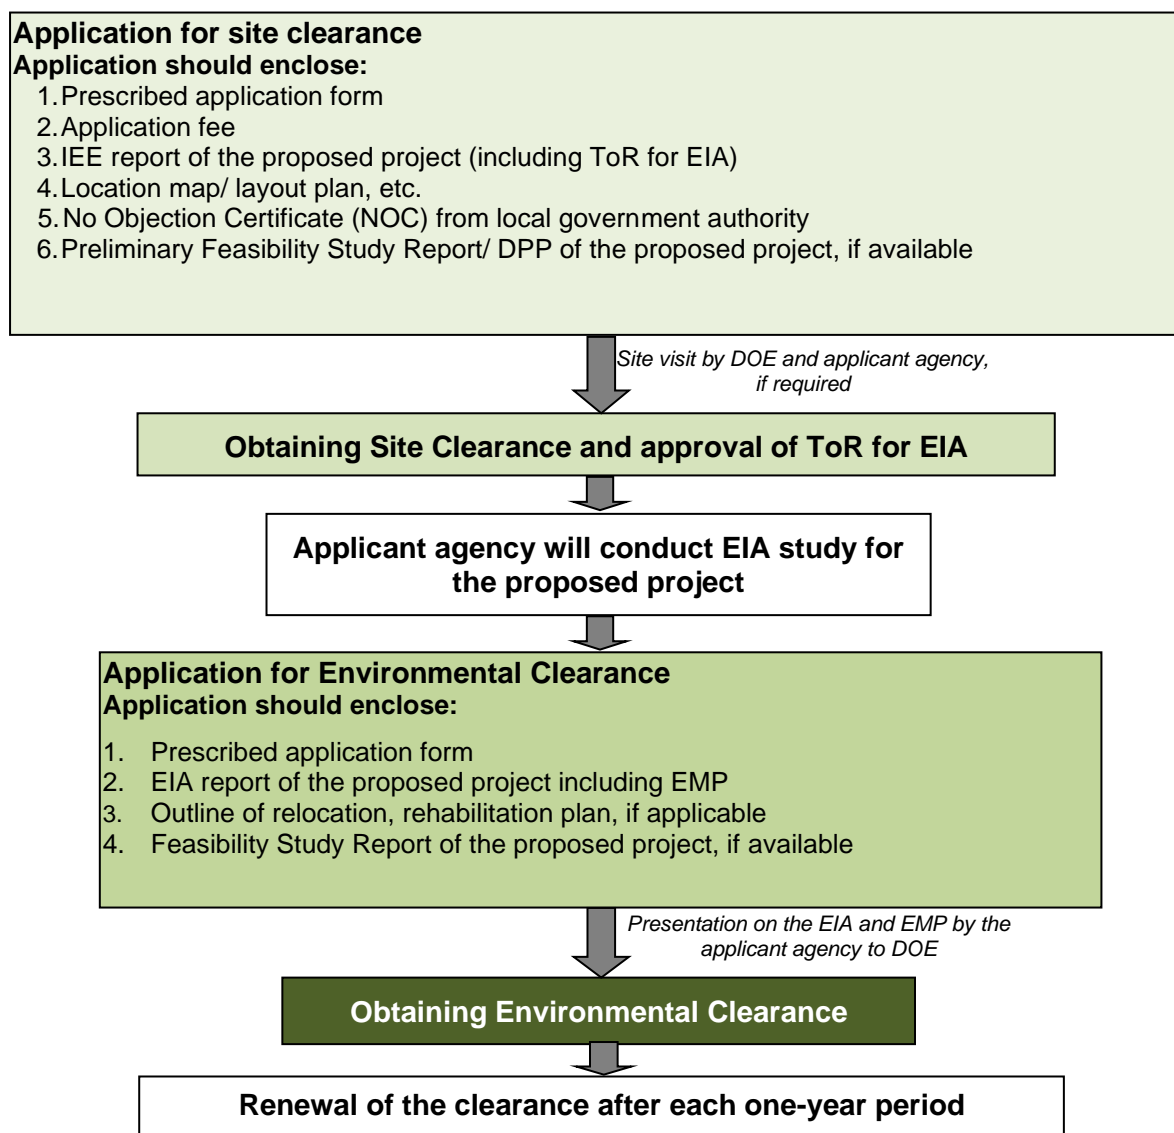 Application for site clearance
Application should enclose:
1. Prescribed application form
2. Application fee
3. IEE report of the proposed project (including ToR for EIA)
4. Location map/ layout plan, etc.
5. No Objection Certificate (NOC) from local government authority
6. Preliminary Feasibility Study Report/ DPP of the proposed project, if available
Site visit by DOE and applicant agency,
if required
Obtaining Site Clearance and approval of ToR for EIA
Applicant agency will conduct EIA study for
the proposed project
Application for Environmental Clearance
Application should enclose:
1. Prescribed application form
2. EIA report of the proposed project including EMP
3. Outline of relocation, rehabilitation plan, if applicable
4. Feasibility Study Report of the proposed project, if available
Presentation on the EIA and EMP by the
applicant agency to DOE
Obtaining Environmental Clearance
Renewal of the clearance after each one-year period